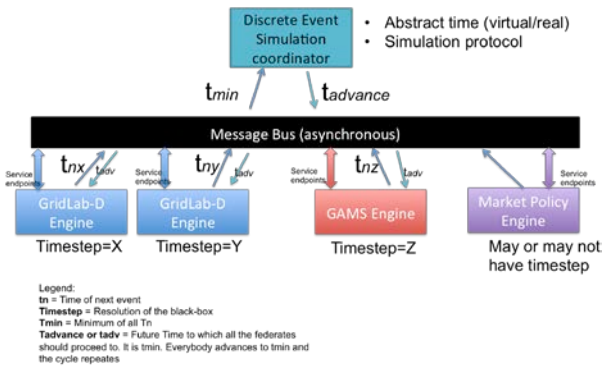 Discrete Event
Simulation
coordinator
• Abstract time (virtual/real)
• Simulation protocol
tmin
tadvance
Message Bus (asynchronous)
Service
endpoints
tnx
tadv
Service
endpoints
tny
tadv
Service
endpoints
tnz
tadv
Service
endpoints
GridLab-D
Engine
GridLab-D
Engine
GAMS Engine
Market Policy
Engine
Timestep=X
Timestep=Y
Timestep=Z
May or may not
have timestep
Legend:
tn = Time of next event
Timestep = Resolution of the black-box
Tmin = Minimum of all Tn
Tadvance or tadv = Future Time to which all the federates
should proceed to. It is tmin. Everybody advances to tmin and
the cycle repeates